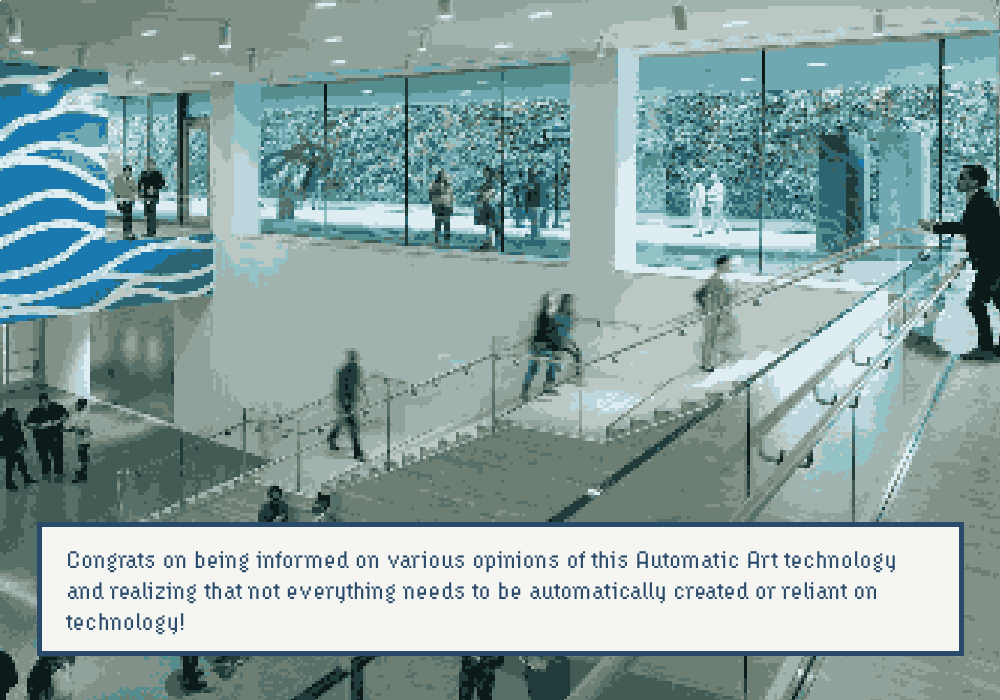 Congrats on being informed on various opinions of this Automatic Art technology
and realizing that not everything needs to be automatically created or reliant on
technology!